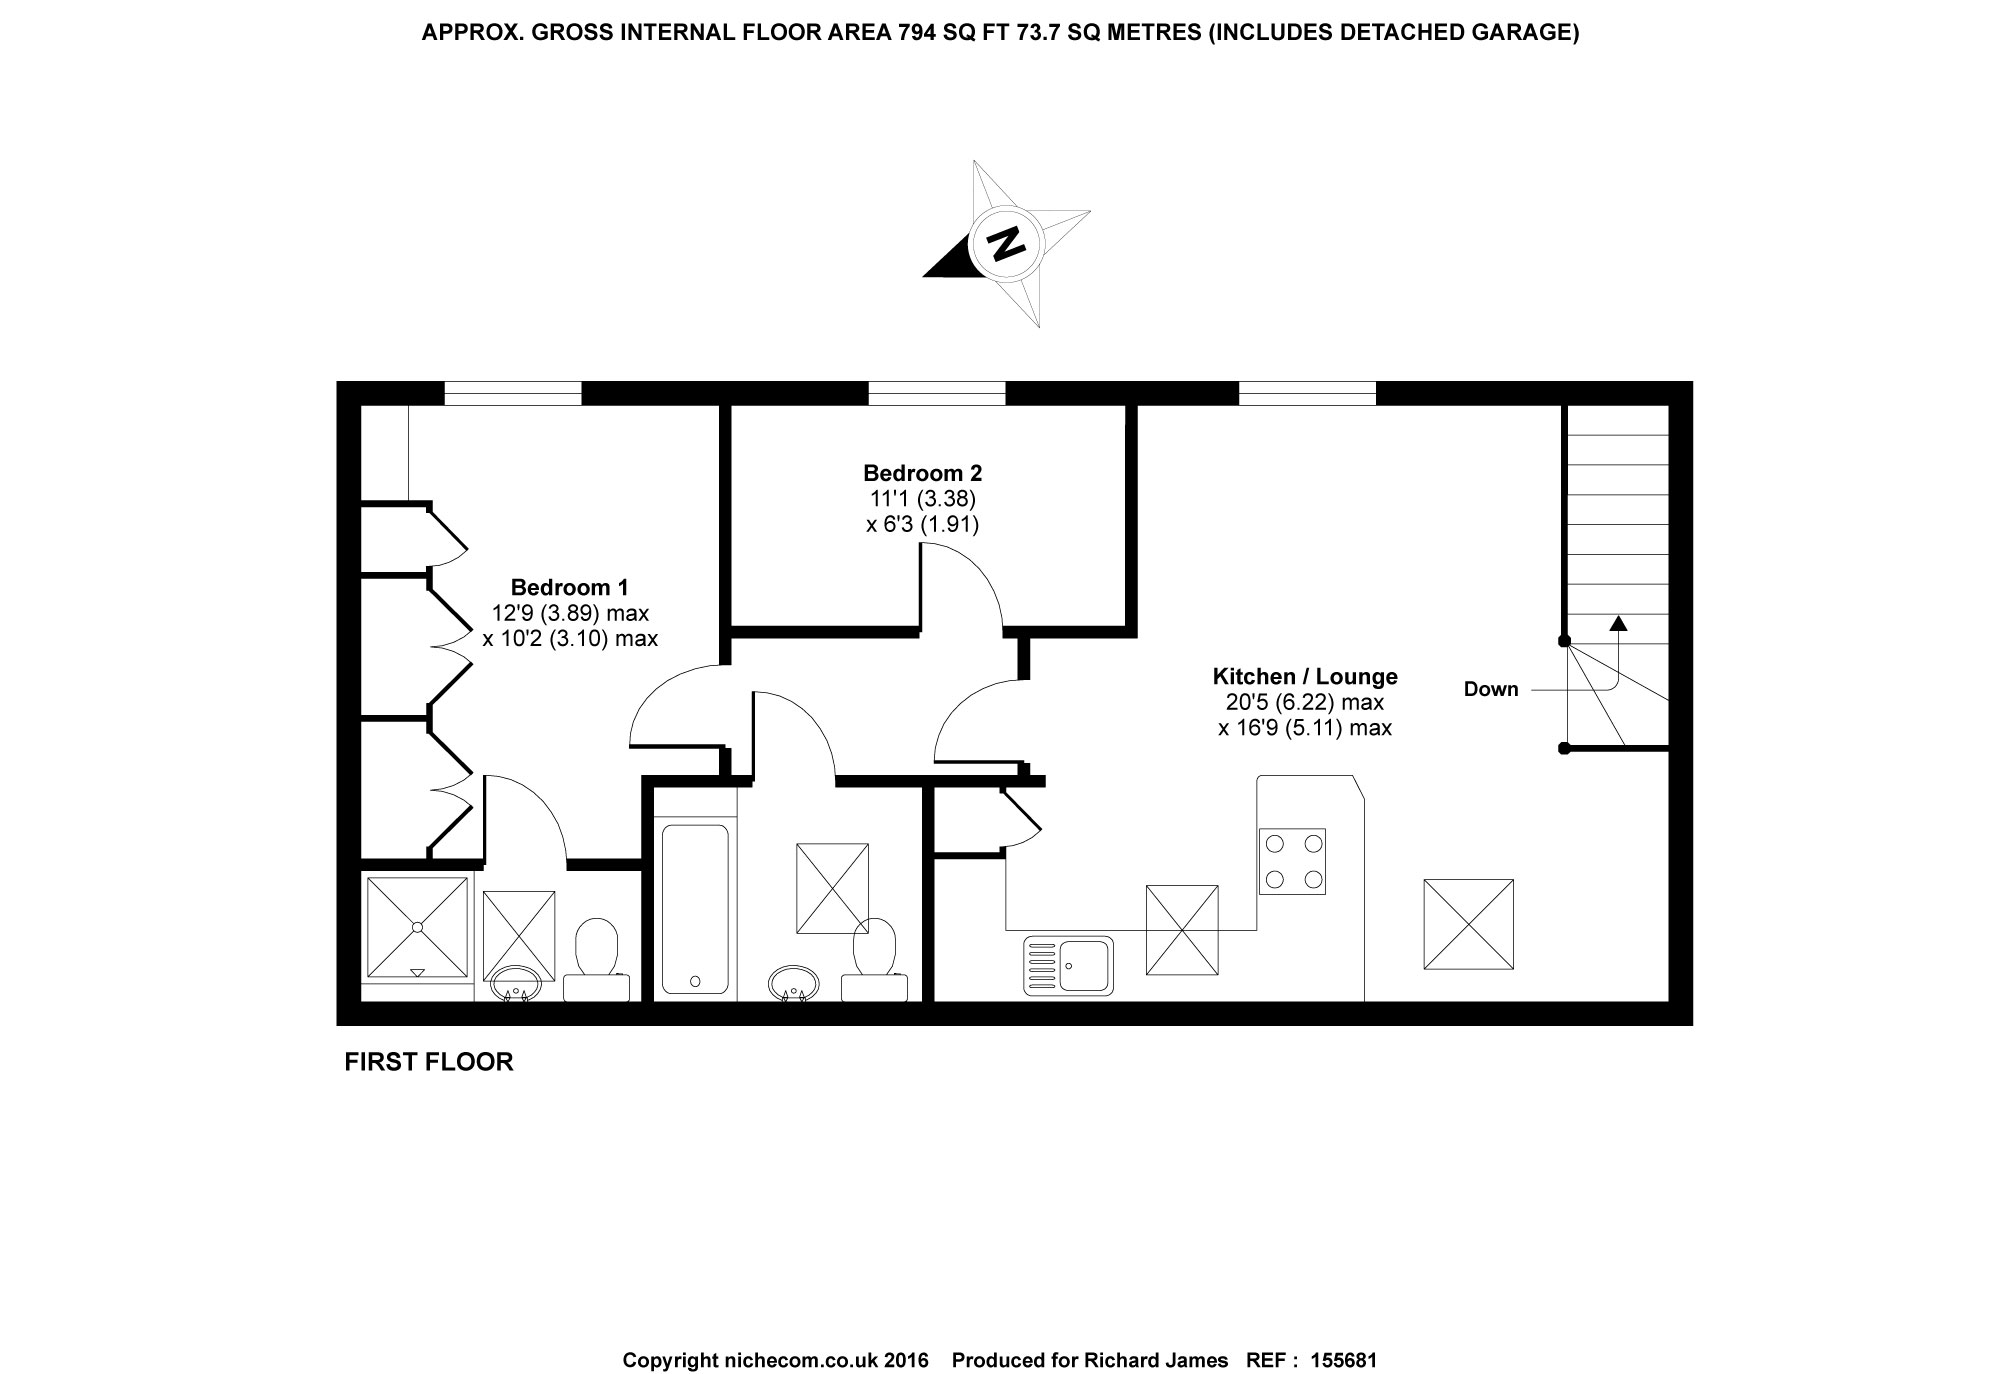 APPROX. GROSS INTERNAL FLOOR AREA 794 SQ FT 73.7 SQ METRES (INCLUDES DETACHED GARAGE)
N
Bedroom 2
11'1 (3.38)
x 6'3 (1.91)
Bedroom 1
12'9 (3.89) max
x 10'2 (3.10) max
Kitchen / Lounge
20'5 (6.22) max
x 16'9 (5.11) max
Down
FIRST FLOOR
Copyright nichecom.co.uk 2016 Produced for Richard James REF : 155681